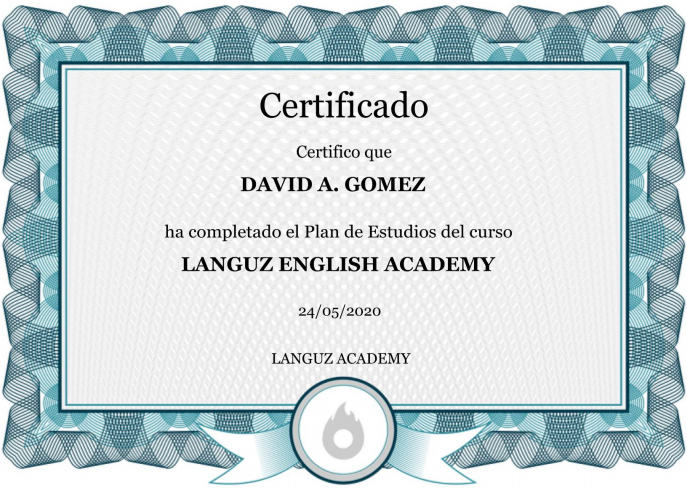 Certificado
Certifico que
DAVID A. GOMEZ
ha completado el Plan de Estudios del curso
LANGUZ ENGLISH ACADEMY
24/05/2020
LANGUZ ACADEMY